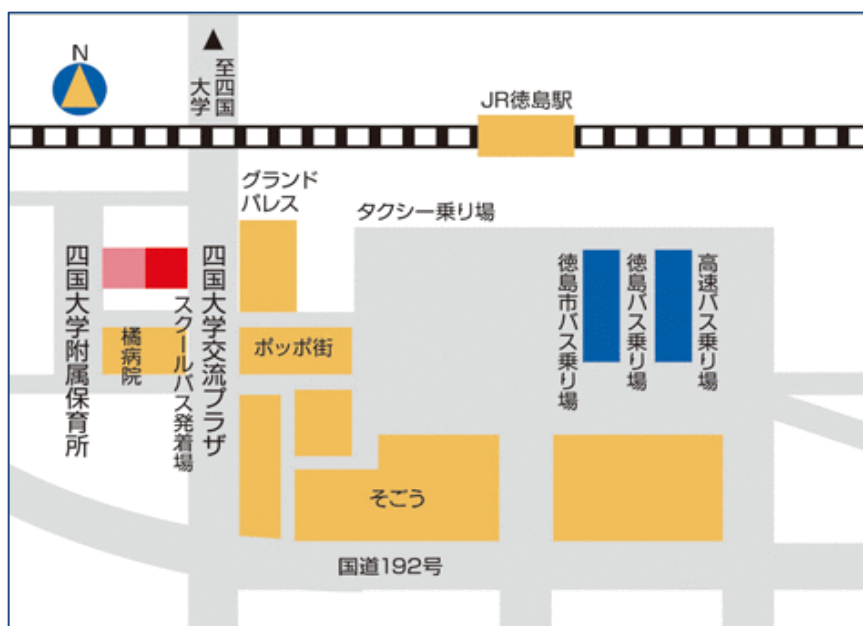 N
▲
至四国
大学
JR徳島駅
グランド
パレス
タクシー乗り場
四国大学附属保育所
橘病院
スクールバス発着場
四国大学交流プラザ
ポッポ街
徳島市バス乗り場
徳島バス乗り場
高速バス乗り場
そごう
国道192号